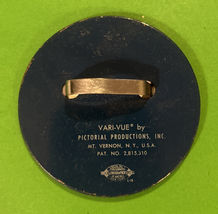 VARI-VUE® by
PICTORIAL PRODUCTIONS, INC.
MT. VERNON, N.Y., U.S.A.
PAT. NO. 2,815,310